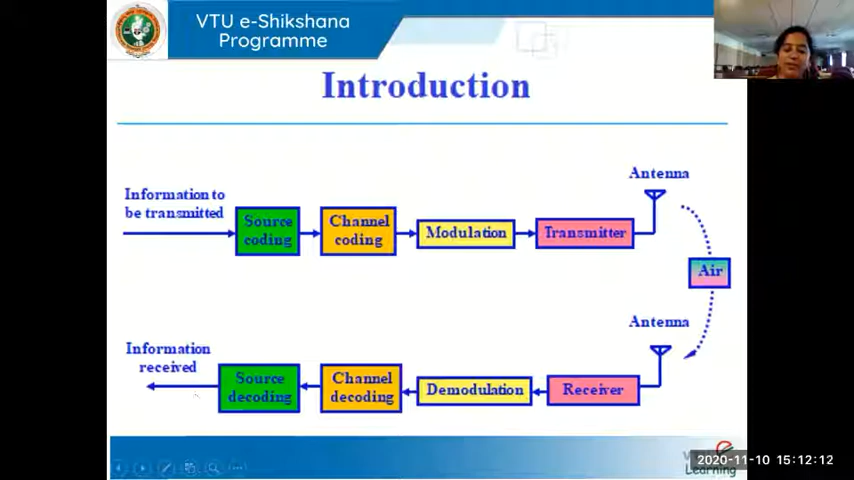 VTU e-Shikshana
Programme
Introduction
Antenna
Information to
be transmitted
Source
coding
Channel
coding
Modulation
Transmitter
Air
Antenna
Information
received
Source
decoding
Channel
decoding
Demodulation
Receiver
2020-11-10 15:12:12
Learning